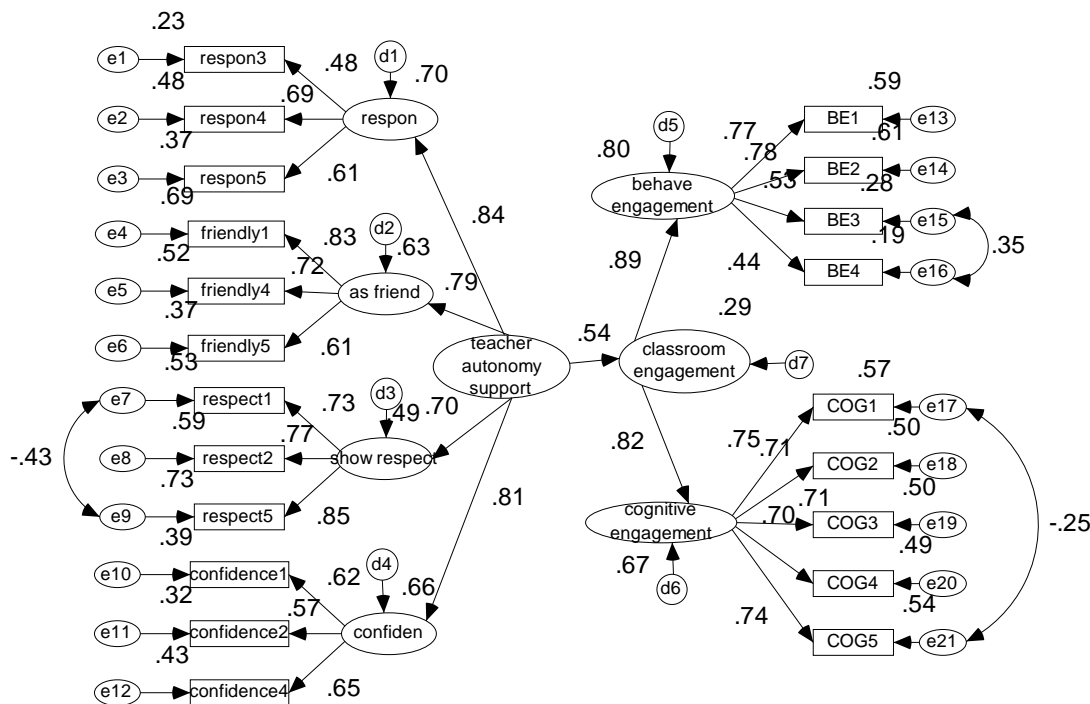 .23
e1
respon3
.48
.48
d1
.70
.69
e2
respon4
respon
.37
e3
respon5
.61
.69
.84
e4
friendly1
.83
d2
.63
.52
.72
e5
friendly4
as friend
.79
.37
e6
friendly5
.61
.53
teacher
autonomy
support
.54
e7
respect1
.73
d3
.49
.70
.59
.77
-.43
e8
respect2
show respect
.73
e9
respect5
.85
.81
.39
e10
confidence1
.62
d4
.66
.32
.57
e11
confidence2
confiden
.43
e12
confidence4
.65
.59
d5
.77
BE1
e13
.80
.78
.61
behave
engagement
.53
BE2
e14
.28
BE3
e15
.19
.35
.89
.44
BE4
e16
.29
classroom
engagement
d7
.57
.82
.75
COG1
e17
.71
.50
COG2
e18
.71
.50
cognitive
engagement
.70
COG3
e19
-.25
.67
.49
d6
COG4
e20
.74
.54
COG5
e21